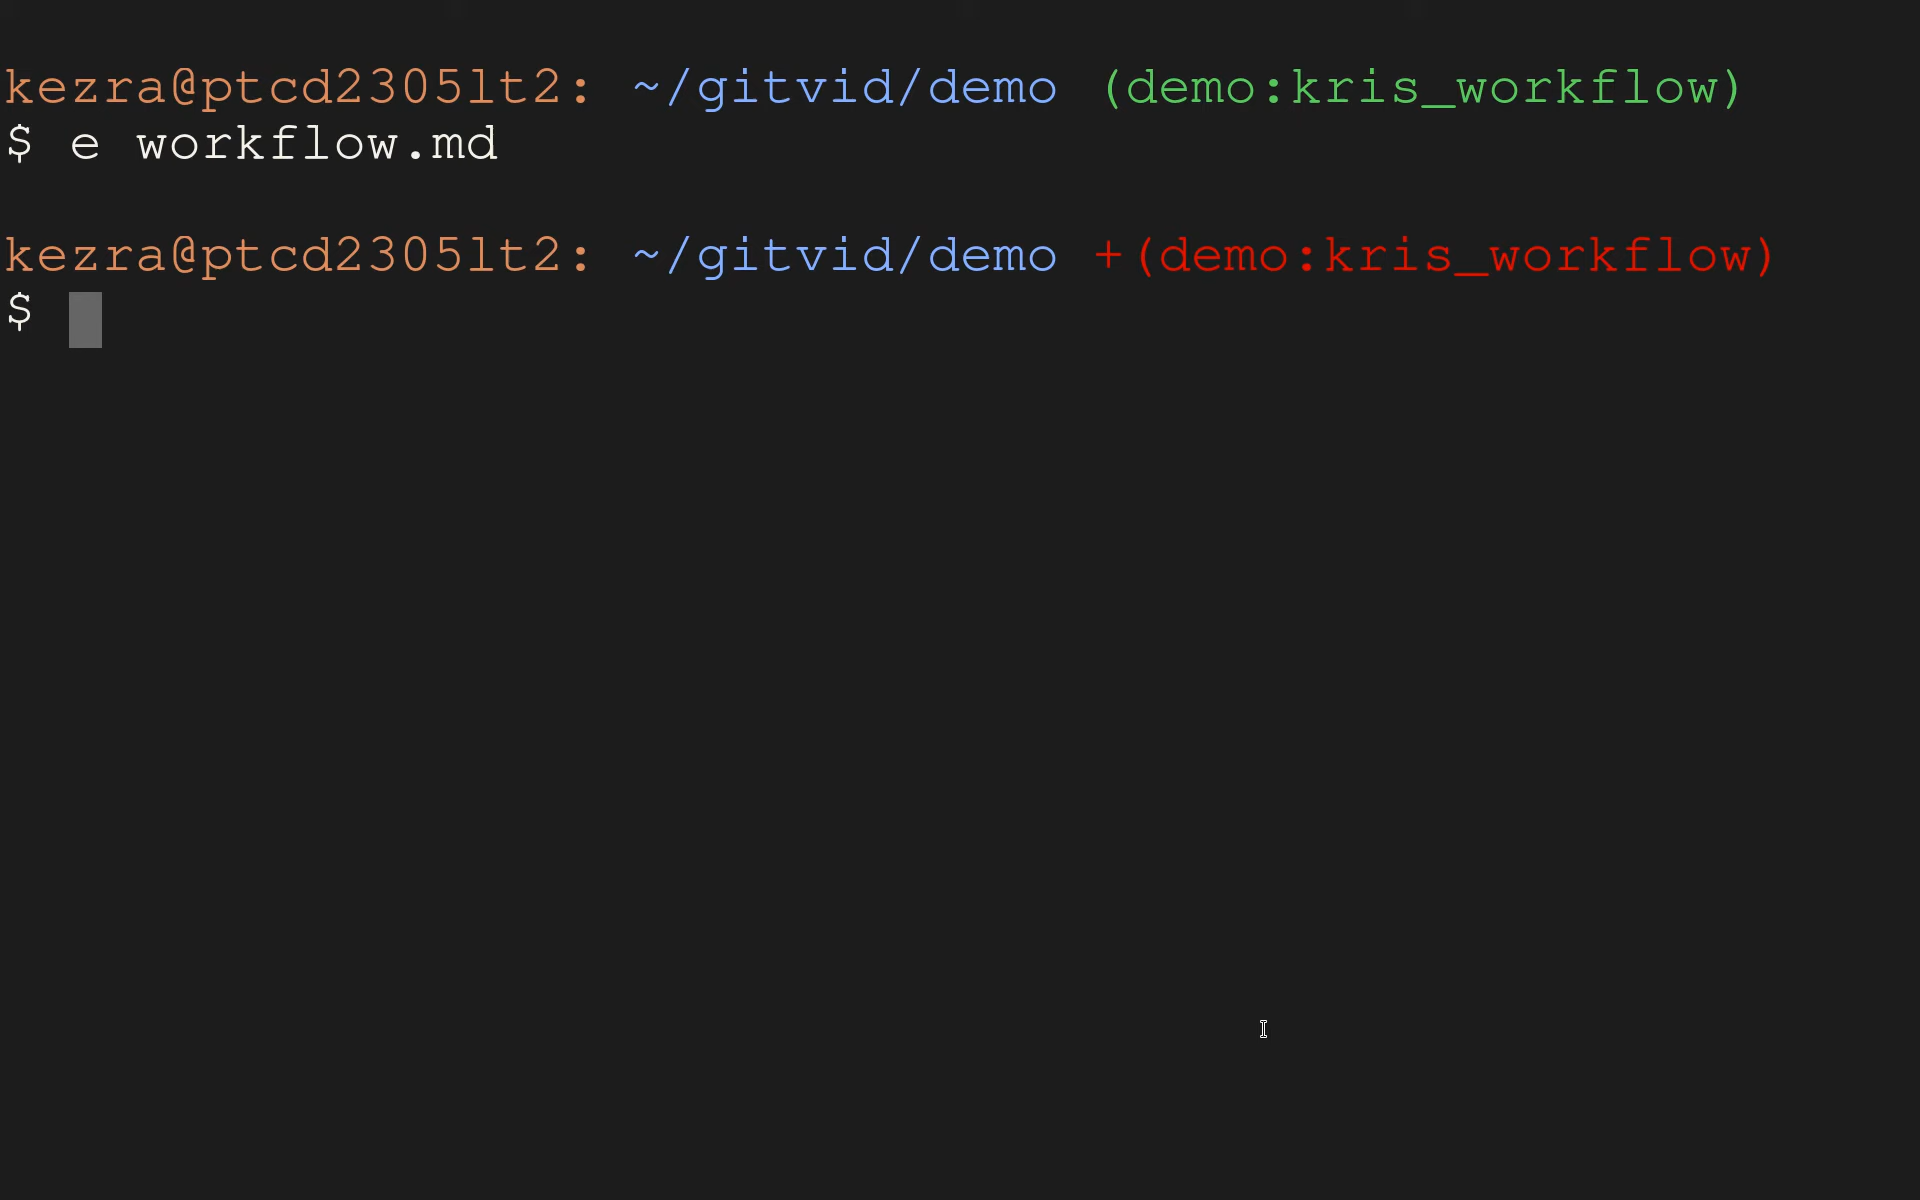 kezra@ptcd2305lt2: ~/gitvid/demo (demo:kris_workflow)
$ e workflow.md
kezra@ptcd2305lt2: ~/gitvid/demo +(demo:kris_workflow)
$